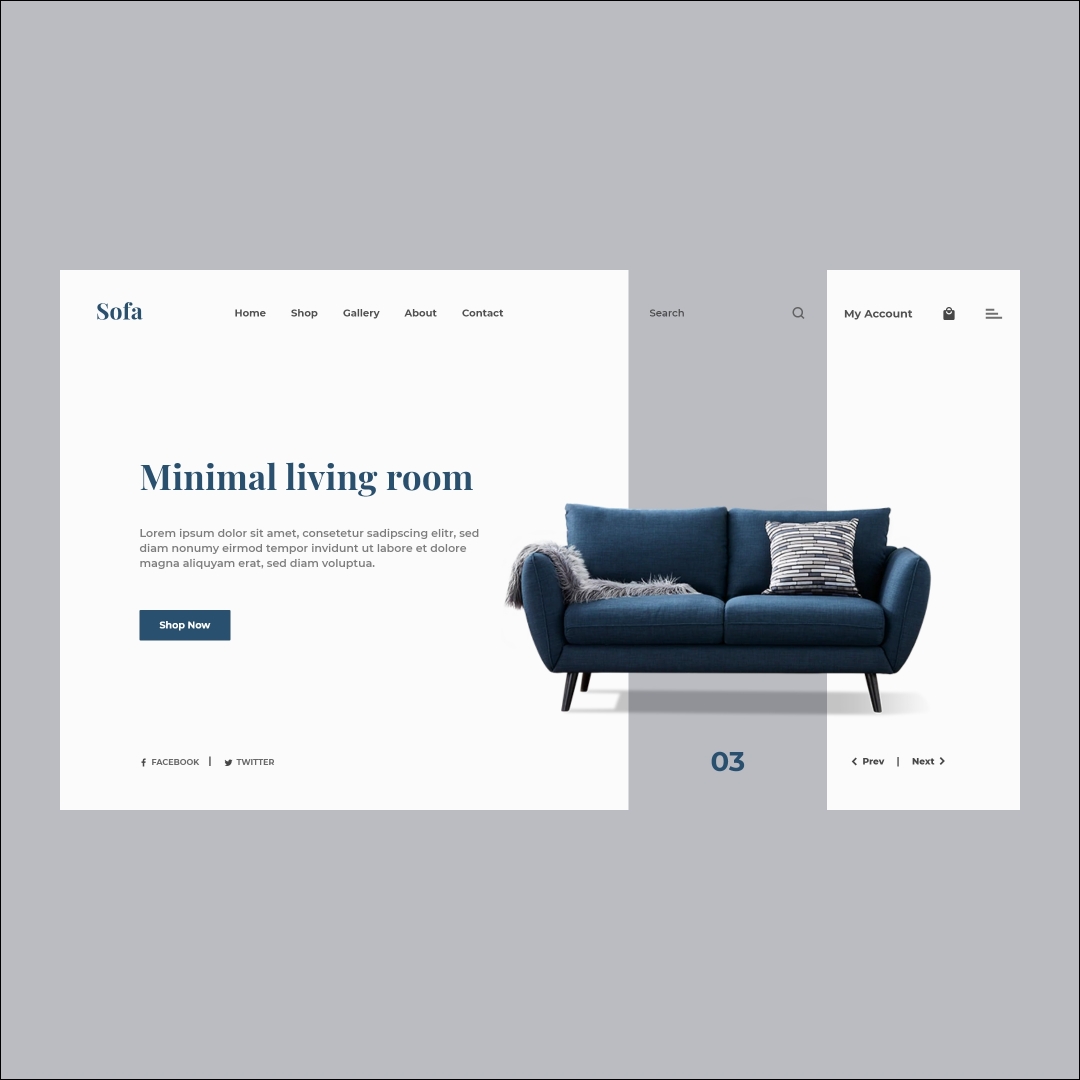 Sofa
Home Shop Gallery About Contact
Search
My Account
Minimal living room
Lorem ipsum dolor sit amet, consetetur sadipscing elitr, sed
diam nonumy eirmod tempor invidunt ut labore et dolore
magna aliquyam erat, sed diam voluptua.
Shop Now
FACEBOOK | TWITTER
03
Prev | Next